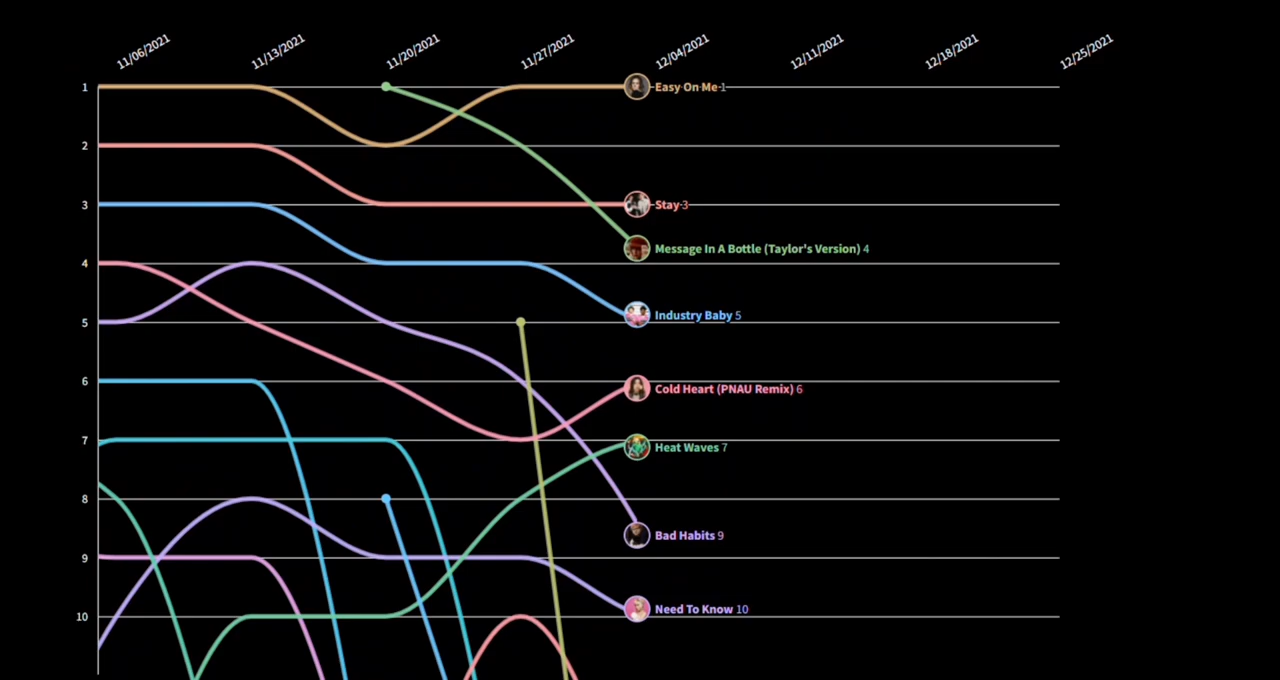 11/06/2021 11/13/2021 11/20/2021 11/27/2021 12/04/2021 12/11/2021 12/18/2021 12/25/2021
1 Easy On Me 1
2
3 Stay 3
Message In A Bottle (Taylor's Version) 4
4
Industry Baby 5
5
6 Cold Heart (PNAU Remix) 6
7 Heat Waves 7
8
Bad Habits 9
9
Need To Know 10
10